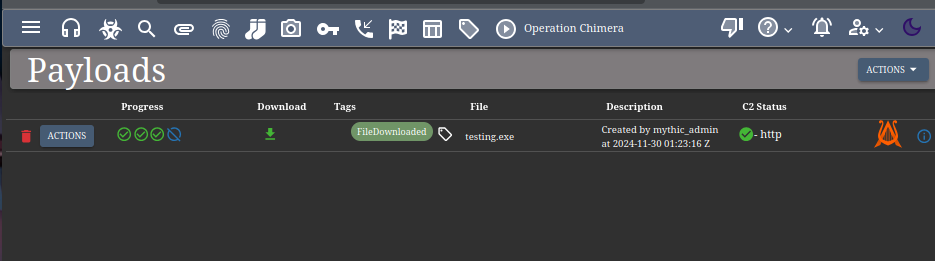 Operation Chimera
Payloads
ACTIONS
Progress Download Tags File Description C2 Status
ACTIONS FileDownloaded testing.exe Created by mythic_admin - http
at 2024-11-30 01:23:16 Z